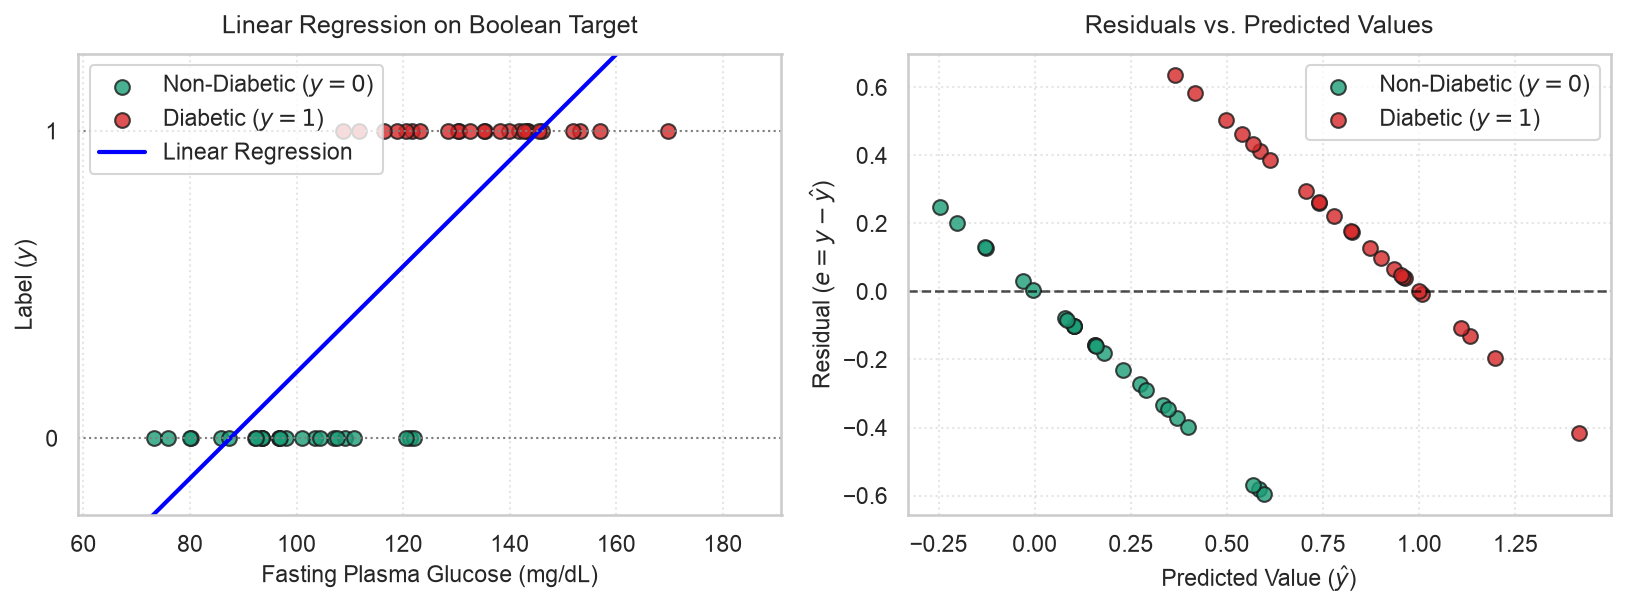 Linear Regression on Boolean Target
Non-Diabetic (y = 0)
Diabetic (y = 1)
Linear Regression
Label (y)
1
0
60 80 100 120 140 160 180
Fasting Plasma Glucose (mg/dL)
Residuals vs. Predicted Values
Non-Diabetic (y = 0)
Diabetic (y = 1)
Residual (e = y − ŷ)
0.6
0.4
0.2
0.0
−0.2
−0.4
−0.6
−0.25 0.00 0.25 0.50 0.75 1.00 1.25
Predicted Value (ŷ)